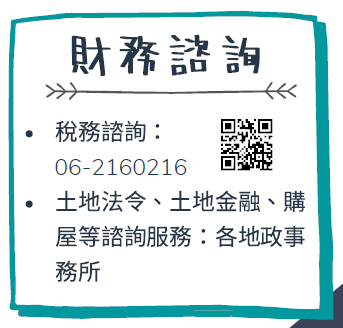 財務諮詢
• 稅務諮詢：
06-2160216
• 土地法令、土地金融、購
屋等諮詢服務：各地政事
務所